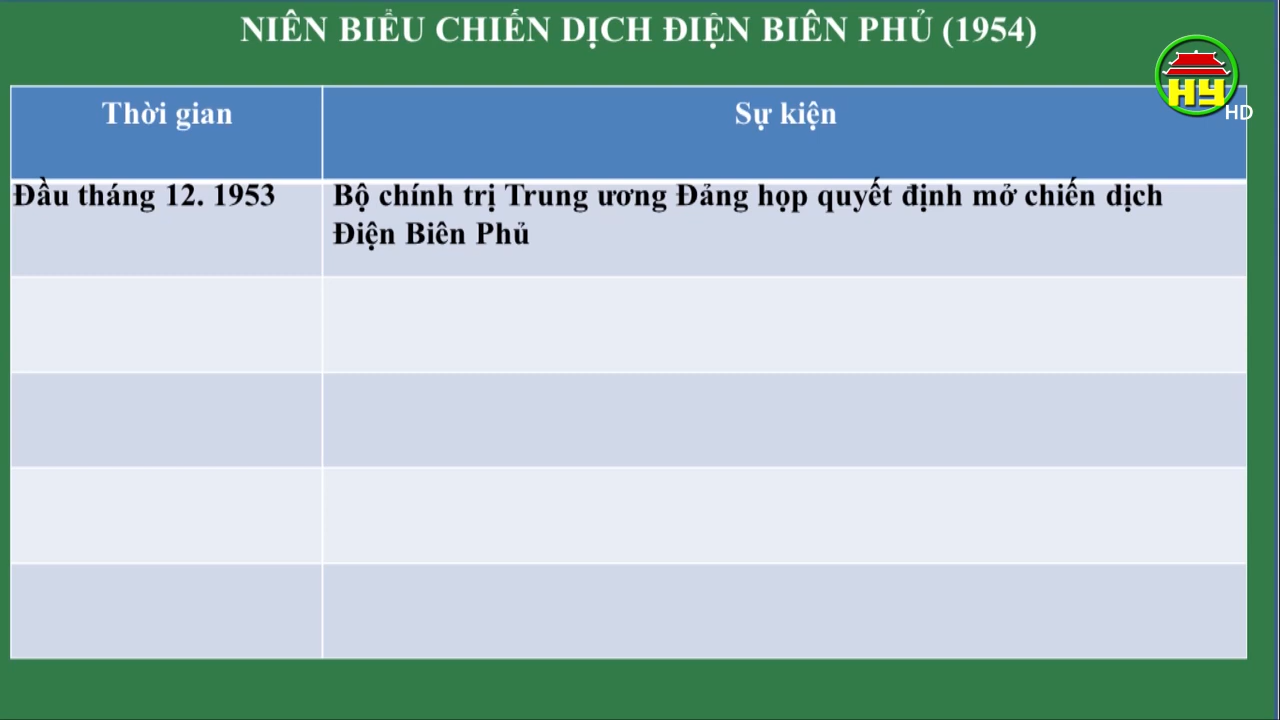 NIÊN BIỂU CHIẾN DỊCH ĐIỆN BIÊN PHỦ (1954)
HY
HD
Thời gian
Sự kiện
Đầu tháng 12. 1953
Bộ chính trị Trung ương Đảng họp quyết định mở chiến dịch
Điện Biên Phủ